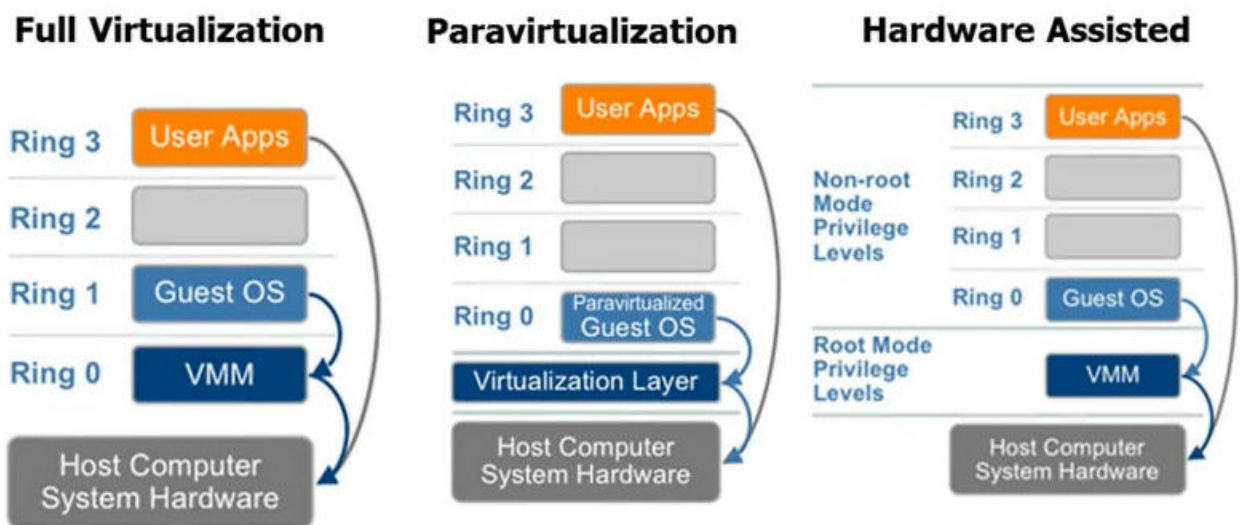 Full Virtualization
Ring 3
User Apps
Ring 2
Ring 1
Guest OS
Ring 0
VMM
Host Computer
System Hardware
Paravirtualization
Ring 3
User Apps
Ring 2
Ring 1
Ring 0
Paravirtualized
Guest OS
Virtualization Layer
Host Computer
System Hardware
Hardware Assisted
Non-root
Mode
Privilege
Levels
Ring 3
User Apps
Ring 2
Ring 1
Ring 0
Guest OS
Root Mode
Privilege
Levels
VMM
Host Computer
System Hardware